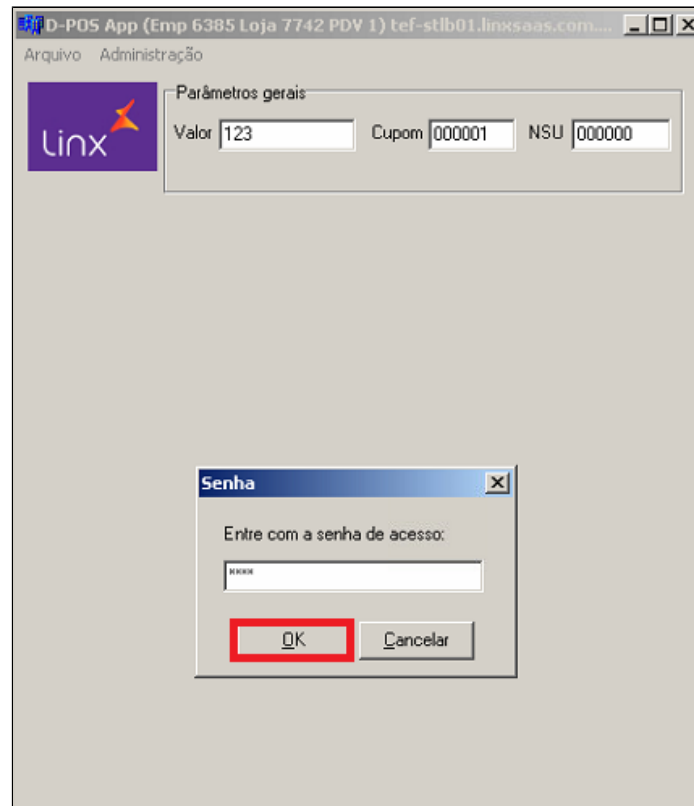 D-POS App (Emp 6385 Loja 7742 PDV 1) tef-stlb01.linxsaas.com....
Arquivo Administração
Linx
Parâmetros gerais
Valor 123 Cupom 000001 NSU 000000
Senha
Entre com a senha de acesso:
****
OK Cancelar